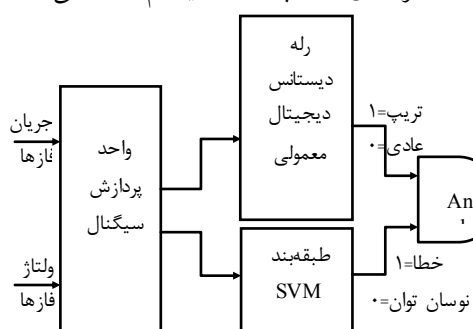 رله
دیستانس
دیجیتال
معمولی
تریپ=۱
عادی=۰
جریان
فازها
واحد
پردازش
سیگنال
ولتاژ
فازها
An
طبقه‌بند
SVM
خطا=۱
نوسان توان=۰